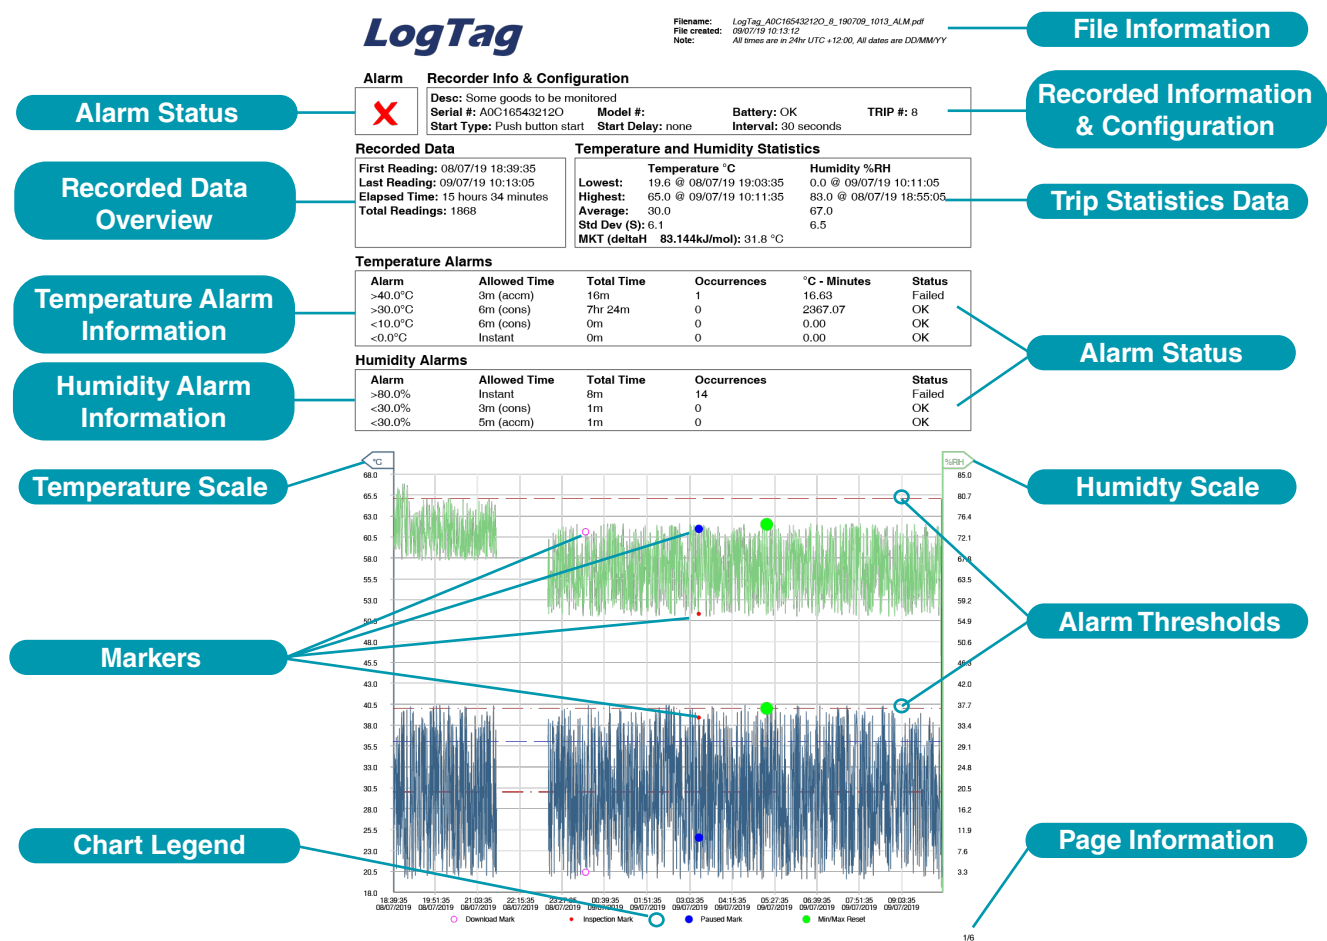 LogTag
Filename: LogTag_A0C16543212O_8_190709_1013_ALM.pdf
File created: 09/07/19 10:13:12
Note: All times are in 24hr UTC +12:00, All dates are DD/MM/YY
File Information
Alarm Status
Alarm
Recorder Info & Configuration
Desc: Some goods to be monitored
Serial #: A0C16543212O Model #: Battery: OK TRIP #: 8
Start Type: Push button start Start Delay: none Interval: 30 seconds
Recorded Information
& Configuration
Recorded Data
Overview
Recorded Data
First Reading: 08/07/19 18:39:35
Last Reading: 09/07/19 10:13:05
Elapsed Time: 15 hours 34 minutes
Total Readings: 1868
Temperature and Humidity Statistics
Temperature °C Humidity %RH
Lowest: 19.6 @ 08/07/19 19:03:35 0.0 @ 09/07/19 10:11:05
Highest: 65.0 @ 09/07/19 10:11:35 83.0 @ 08/07/19 18:55:05
Average: 30.0 67.0
Std Dev (S): 6.1 6.5
MKT (deltaH 83.144kJ/mol): 31.8 °C
Trip Statistics Data
Temperature Alarm
Information
Temperature Alarms
Alarm Allowed Time Total Time Occurrences °C - Minutes Status
>40.0°C 3m (accm) 16m 1 16.63 Failed
>30.0°C 6m (cons) 7hr 24m 0 2367.07 OK
<10.0°C 6m (cons) 0m 0 0.00 OK
<0.0°C Instant 0m 0 0.00 OK
Alarm Status
Humidity Alarm
Information
Humidity Alarms
Alarm Allowed Time Total Time Occurrences Status
>80.0% Instant 8m 14 Failed
<30.0% 3m (cons) 1m 0 OK
<30.0% 5m (accm) 1m 0 OK
Temperature Scale
°C
%RH
Humidty Scale
68.0 85.0
65.5 80.7
63.0 76.4
60.5 72.1
58.0 67.8
55.5 63.5
53.0 59.2
50.5 54.9
48.0 50.6
45.5 46.3
43.0 42.0
40.5 37.7
38.0 33.4
35.5 29.1
33.0 24.8
30.5 20.5
28.0 16.2
25.5 11.9
23.0 7.6
20.5 3.3
18.0
Markers
Alarm Thresholds
Chart Legend
Page Information
18:39:35 19:51:35 21:03:35 22:15:35 23:27:35 00:39:35 01:51:35 03:03:35 04:15:35 05:27:35 06:39:35 07:51:35 09:03:35
08/07/2019 08/07/2019 08/07/2019 08/07/2019 08/07/2019 09/07/2019 09/07/2019 09/07/2019 09/07/2019 09/07/2019 09/07/2019 09/07/2019 09/07/2019
Download Mark Inspection Mark Paused Mark Min/Max Reset
1/6